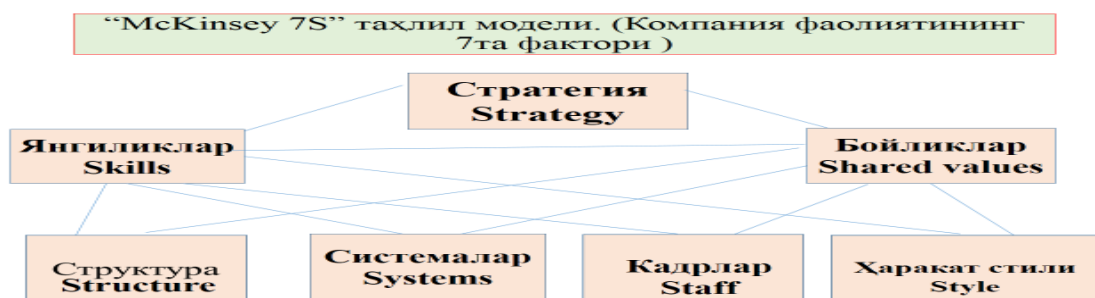 “McKinsey 7S” таҳлил модели. (Компания фаолиятининг
7та фактори )
Стратегия
Strategy
Янгиликлар
Skills
Бойликлар
Shared values
Структура
Structure
Системалар
Systems
Кадрлар
Staff
Ҳаракат стили
Style